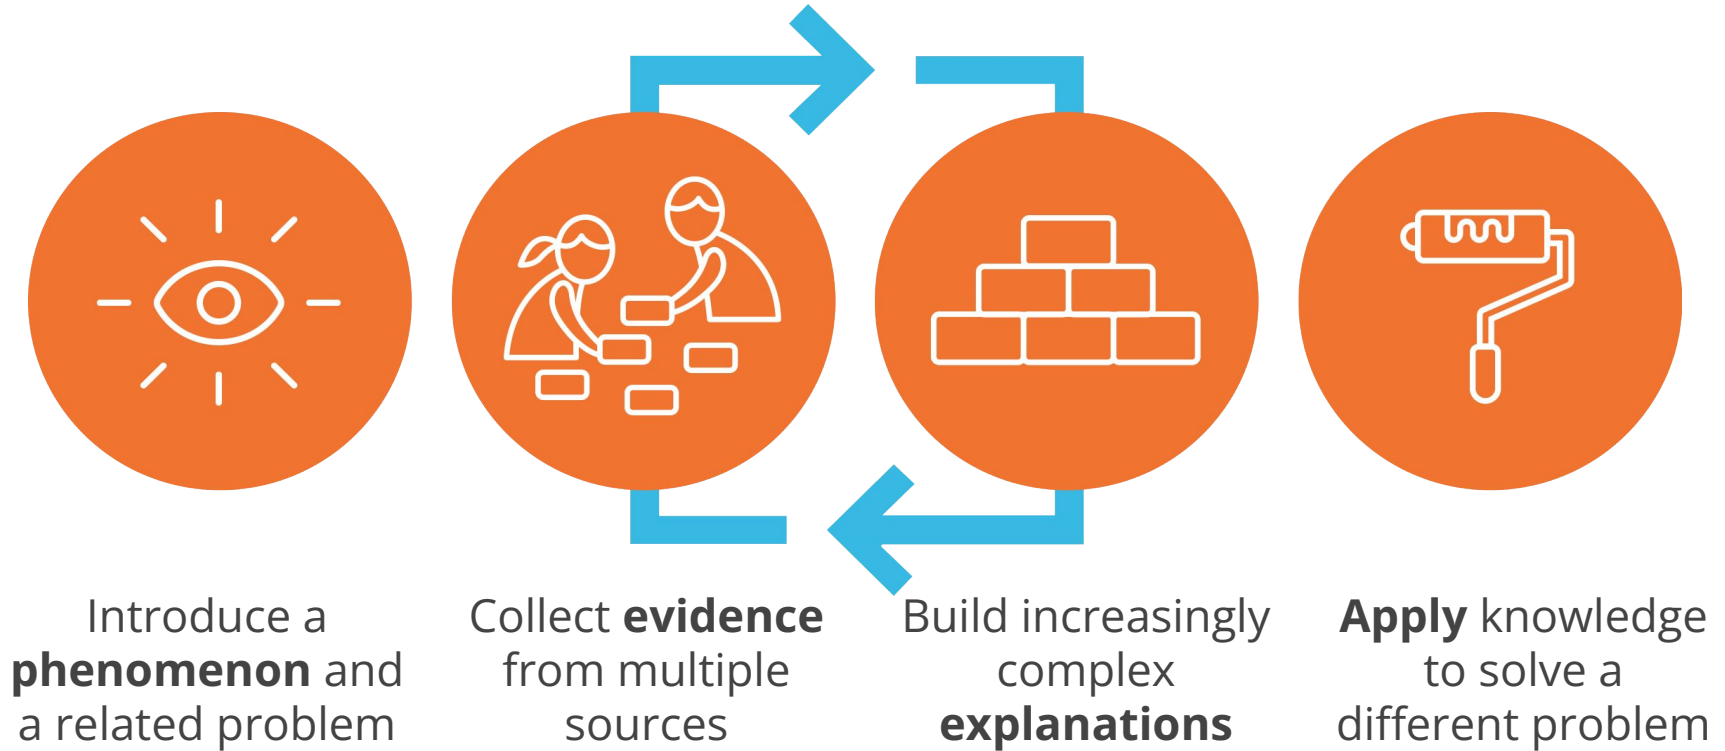 Introduce a
phenomenon and
a related problem
Collect evidence
from multiple
sources
Build increasingly
complex
explanations
Apply knowledge
to solve a
different problem